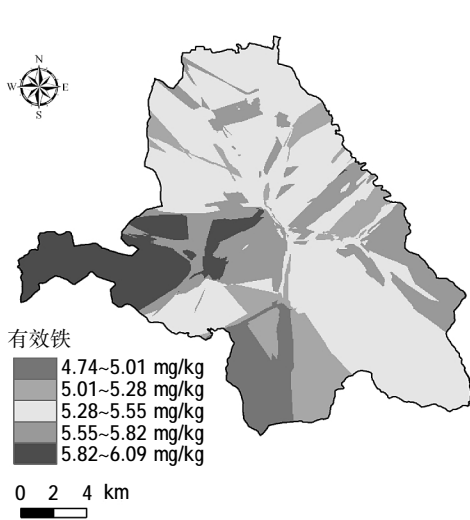 N
W E
S
有效铁
4.74~5.01 mg/kg
5.01~5.28 mg/kg
5.28~5.55 mg/kg
5.55~5.82 mg/kg
5.82~6.09 mg/kg
0 2 4 km